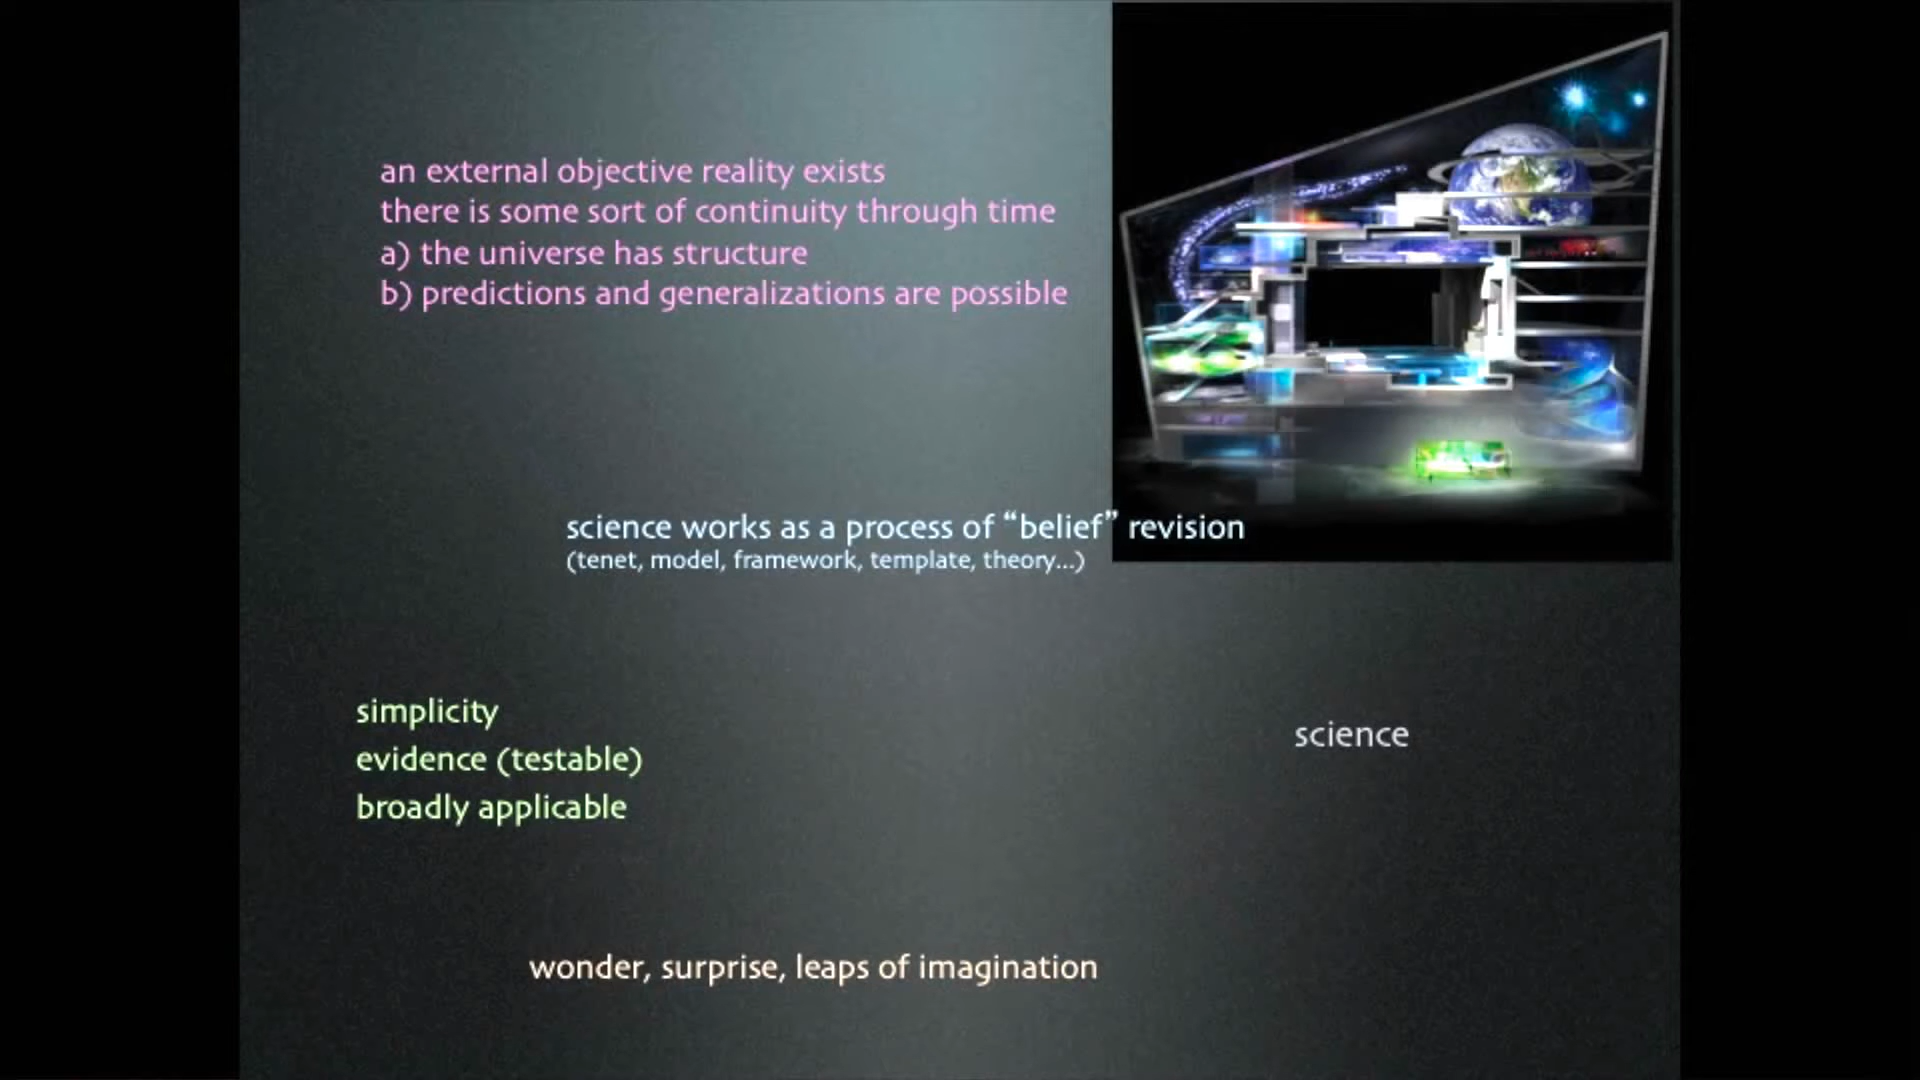 an external objective reality exists
there is some sort of continuity through time
a) the universe has structure
b) predictions and generalizations are possible
science works as a process of “belief” revision
(tenet, model, framework, template, theory...)
simplicity
evidence (testable)
broadly applicable
science
wonder, surprise, leaps of imagination